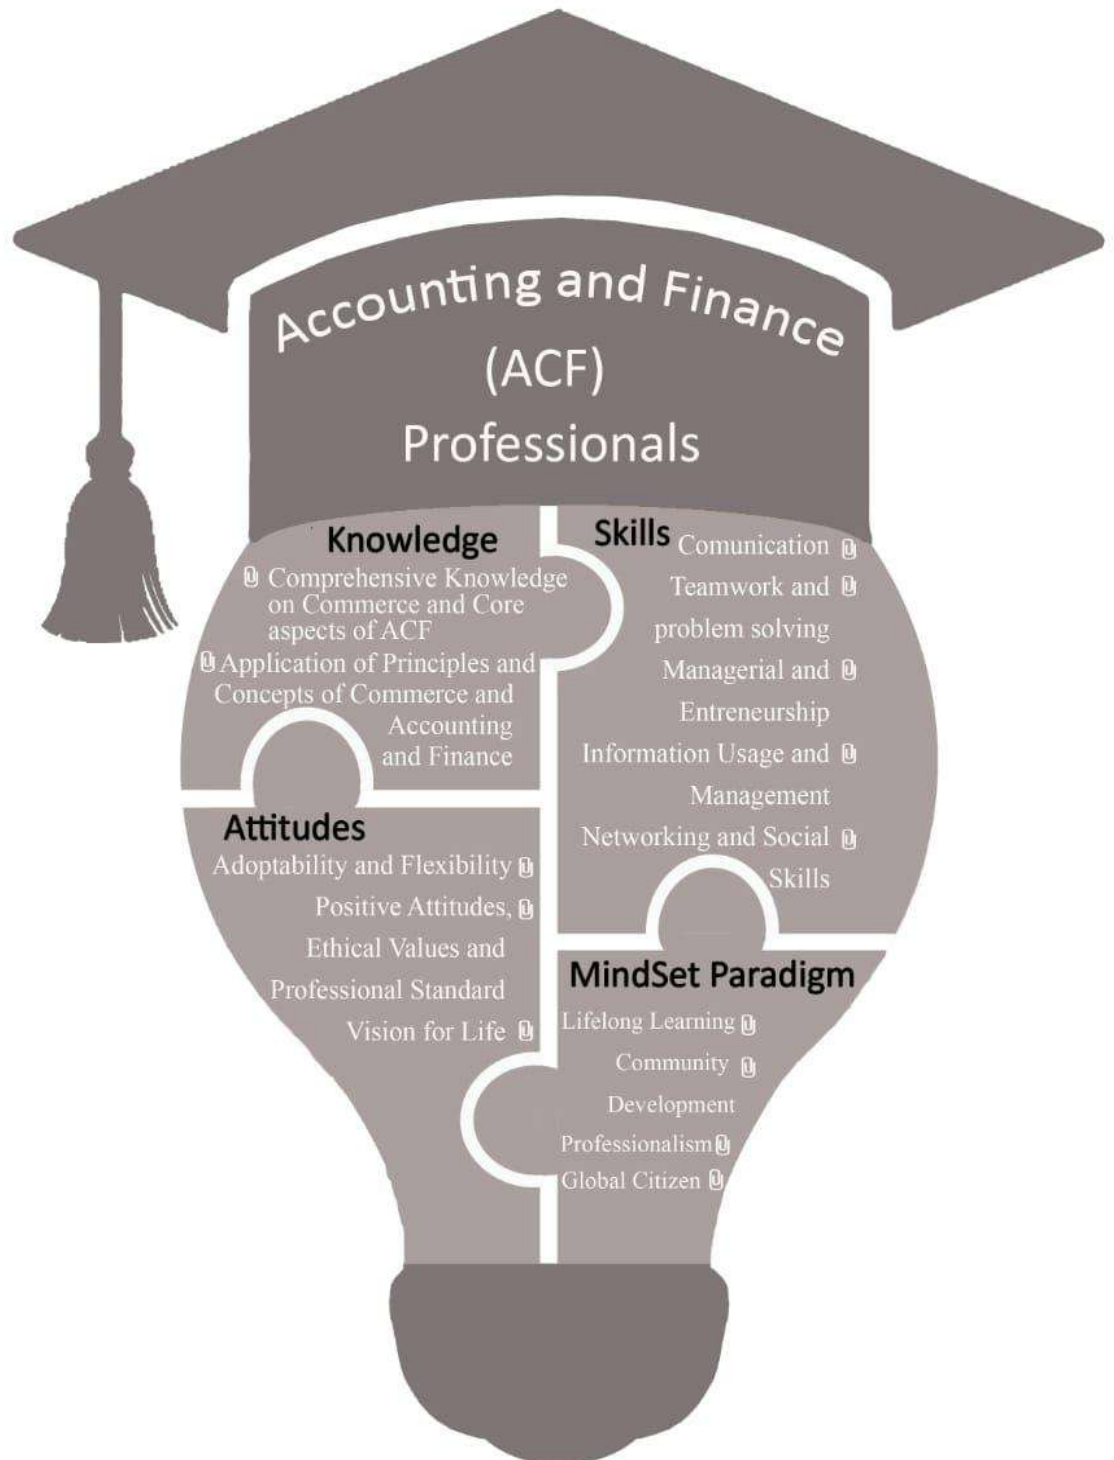 Accounting and Finance
(ACF)
Professionals
Knowledge
Comprehensive Knowledge
on Commerce and Core
aspects of ACF
Application of Principles and
Concepts of Commerce and
Accounting
and Finance
Skills
Comunication
Teamwork and
problem solving
Managerial and
Entreneurship
Information Usage and
Management
Networking and Social
Skills
Attitudes
Adoptability and Flexibility
Positive Attitudes,
Ethical Values and
Professional Standard
Vision for Life
MindSet Paradigm
Lifelong Learning
Community
Development
Professionalism
Global Citizen